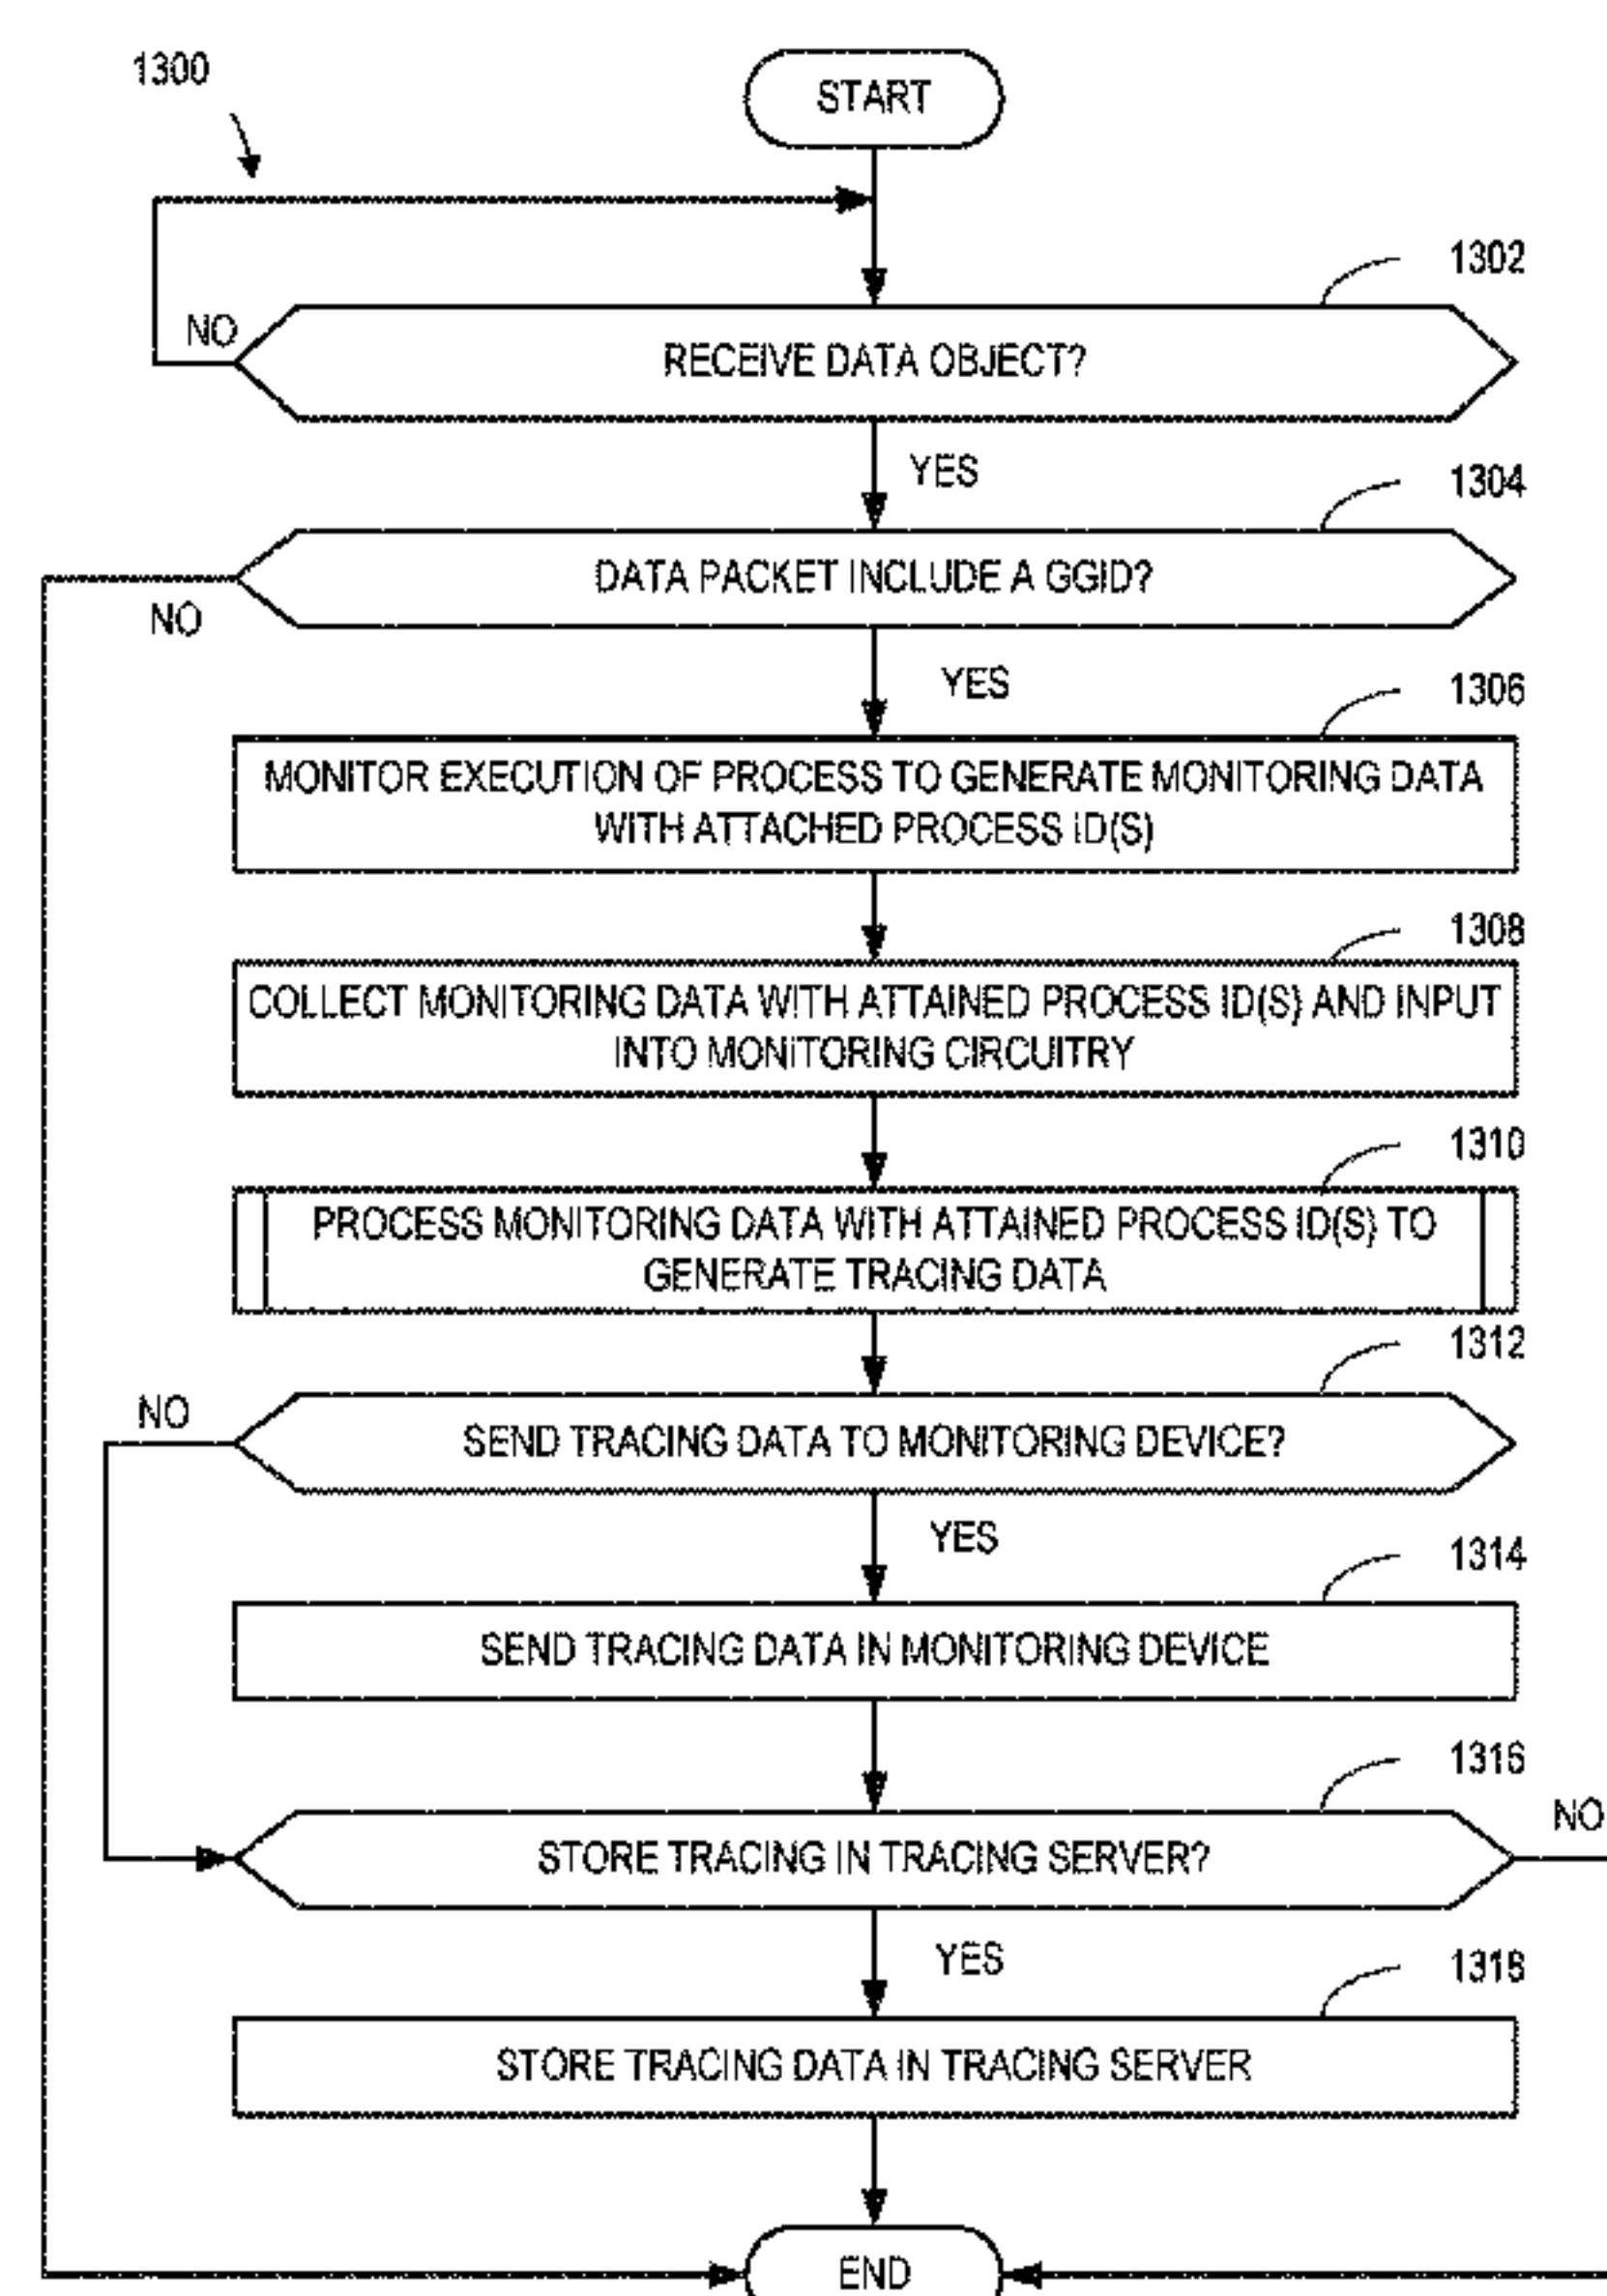 1300
START
1302
NO
RECEIVE DATA OBJECT?
YES
1304
DATA PACKET INCLUDE A GGID?
NO
YES
1306
MONITOR EXECUTION OF PROCESS TO GENERATE MONITORING DATA
WITH ATTACHED PROCESS ID(S)
1308
COLLECT MONITORING DATA WITH ATTAINED PROCESS ID(S) AND INPUT
INTO MONITORING CIRCUITRY
1310
PROCESS MONITORING DATA WITH ATTAINED PROCESS ID(S) TO
GENERATE TRACING DATA
1312
NO
SEND TRACING DATA TO MONITORING DEVICE?
YES
1314
SEND TRACING DATA IN MONITORING DEVICE
1316
NO
STORE TRACING IN TRACING SERVER?
YES
1318
STORE TRACING DATA IN TRACING SERVER
END